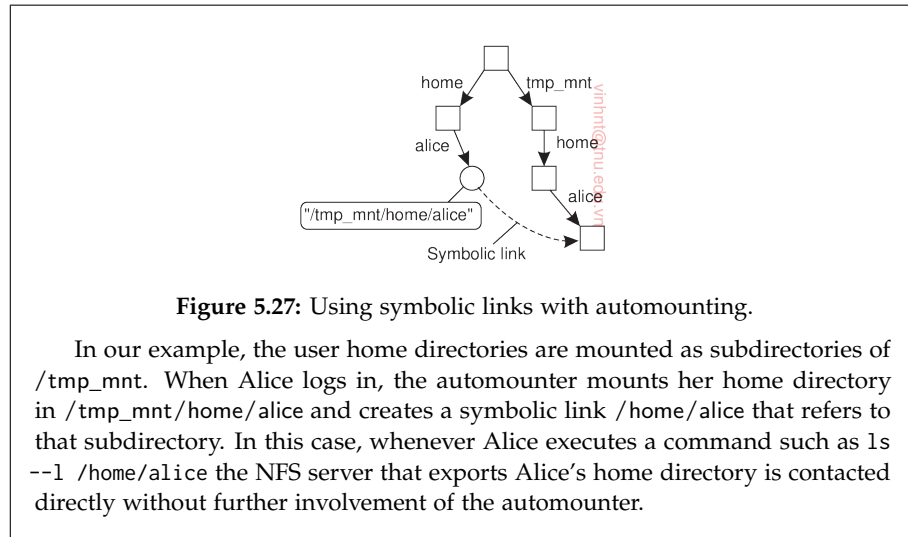 home
tmp_mnt
alice
home
alice
"/tmp_mnt/home/alice"
Symbolic link
vinhnt@tnu.edu.vn
Figure 5.27: Using symbolic links with automounting.
In our example, the user home directories are mounted as subdirectories of
/tmp_mnt. When Alice logs in, the automounter mounts her home directory
in /tmp_mnt/home/alice and creates a symbolic link /home/alice that refers to
that subdirectory. In this case, whenever Alice executes a command such as ls
--l /home/alice the NFS server that exports Alice's home directory is contacted
directly without further involvement of the automounter.